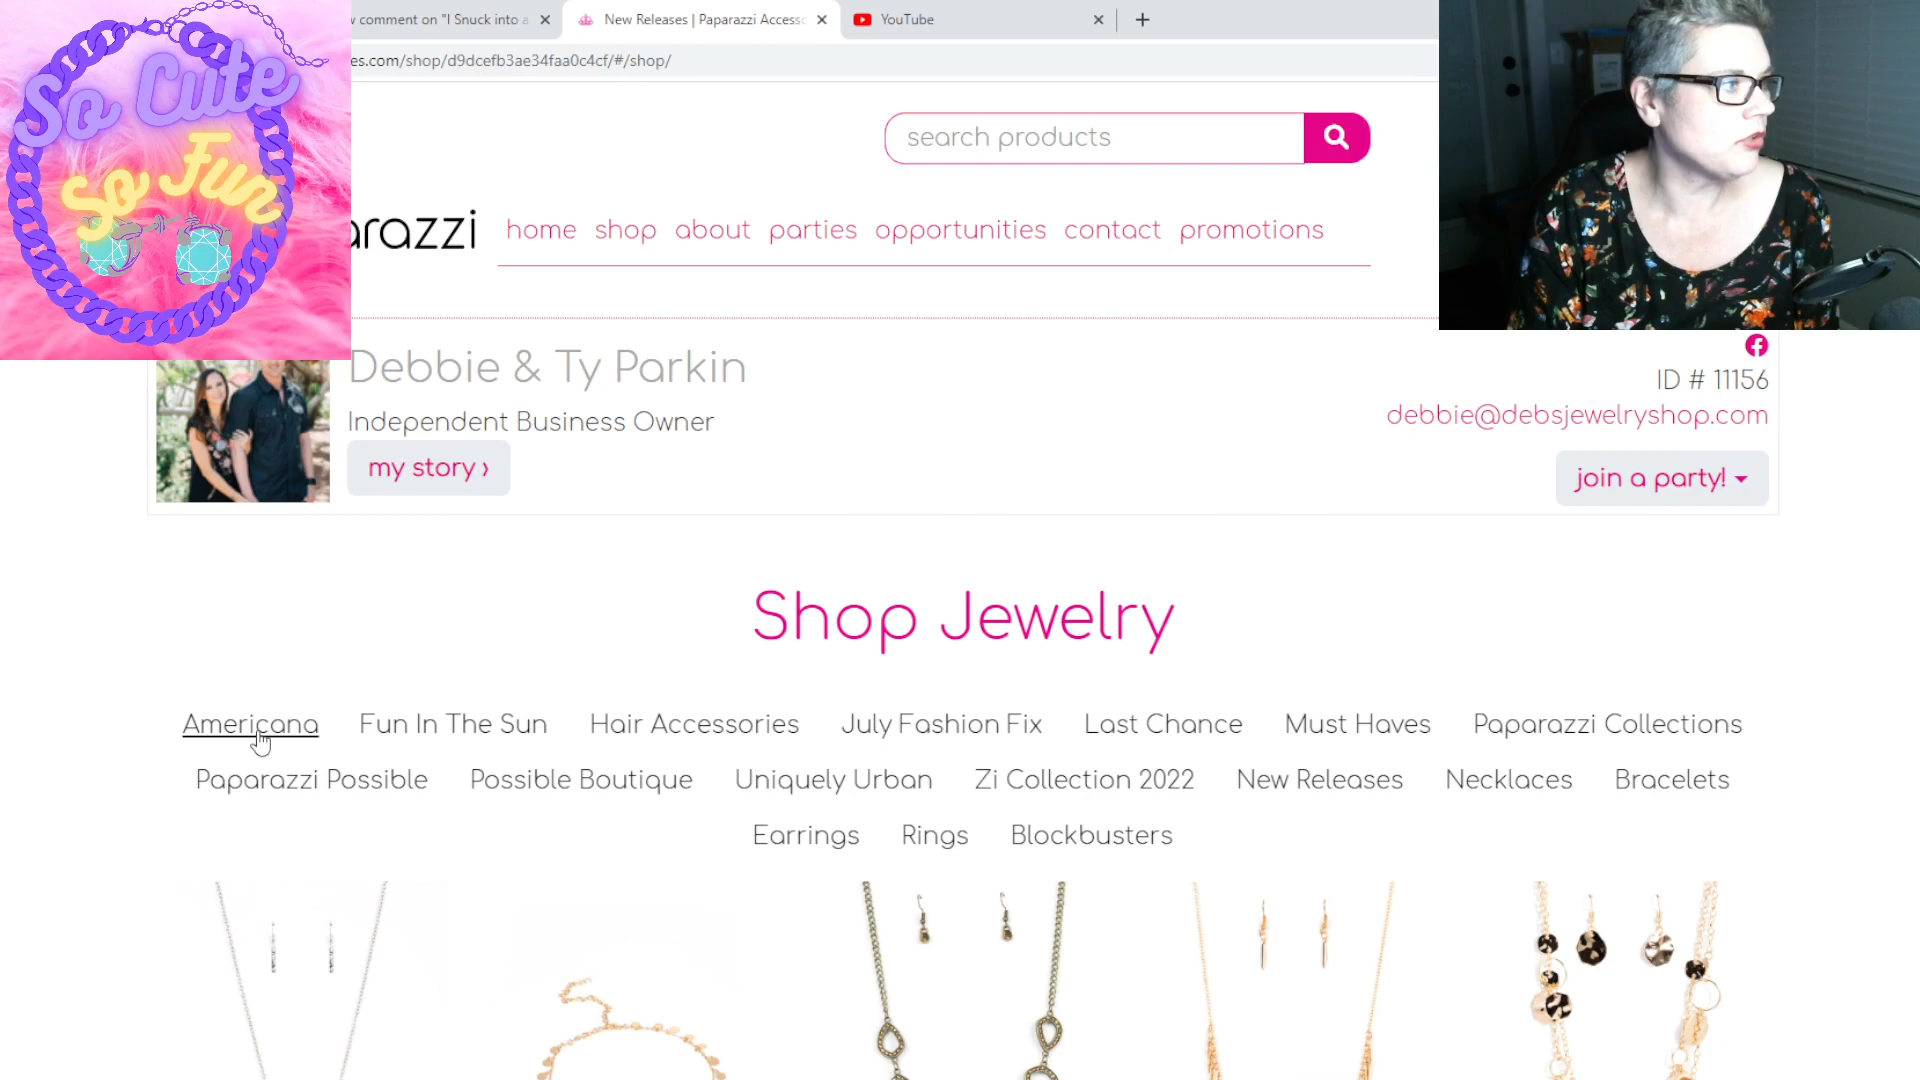 w comment on "I Snuck into a
New Releases | Paparazzi Accesso
YouTube
es.com/shop/d9dcefb3ae34faa0c4cf/#/shop/
So Cute
So Fun
search products
arazzi
home shop about parties opportunities contact promotions
Debbie & Ty Parkin
Independent Business Owner
my story ›
ID # 11156
debbie@debsjewelryshop.com
join a party!
Shop Jewelry
Americana Fun In The Sun Hair Accessories July Fashion Fix Last Chance Must Haves Paparazzi Collections
Paparazzi Possible Possible Boutique Uniquely Urban Zi Collection 2022 New Releases Necklaces Bracelets
Earrings Rings Blockbusters